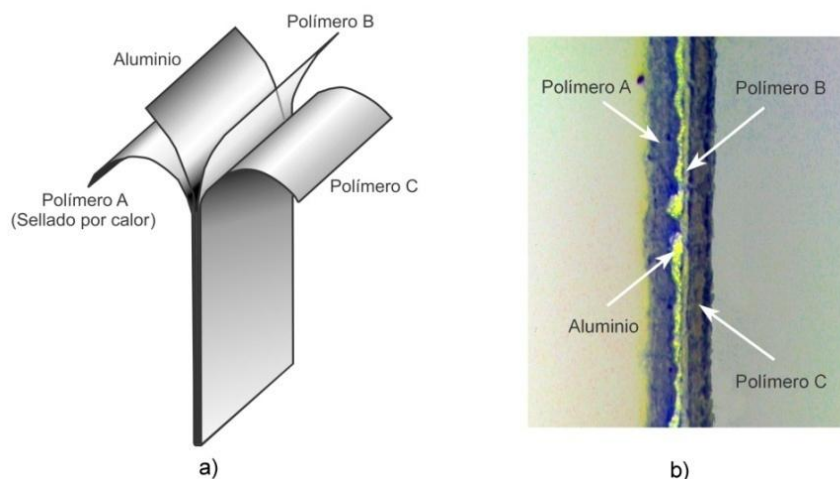 Aluminio
Polímero B
Polímero A
(Sellado por calor)
Polímero C
a)
Polímero A
Polímero B
Aluminio
Polímero C
b)